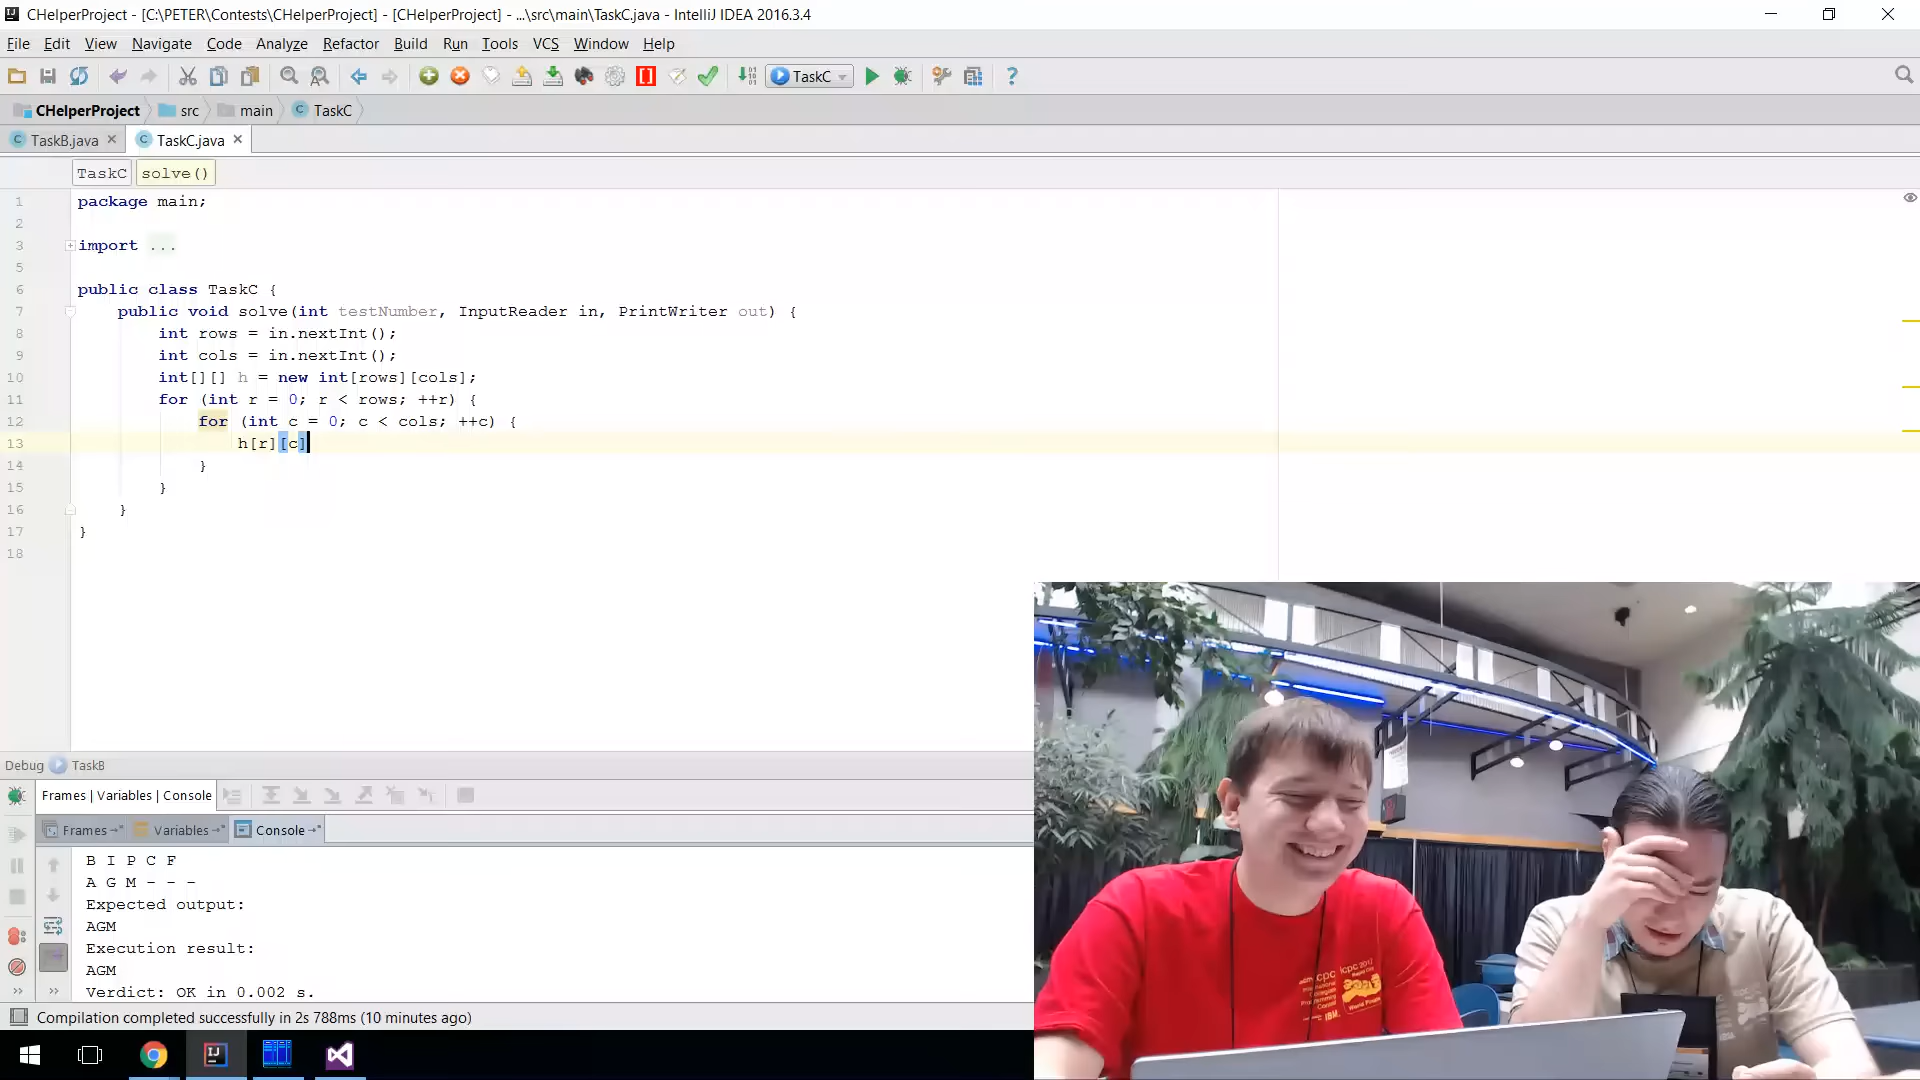 CHelperProject - [C:\PETER\Contests\CHelperProject] - [CHelperProject] - ...\src\main\TaskC.java - IntelliJ IDEA 2016.3.4
File Edit View Navigate Code Analyze Refactor Build Run Tools VCS Window Help
TaskC
CHelperProject src main TaskC
TaskB.java TaskC.java
TaskC solve()
1 package main;
2
3 import ...
5
6 public class TaskC {
7 public void solve(int testNumber, InputReader in, PrintWriter out) {
8 int rows = in.nextInt();
9 int cols = in.nextInt();
10 int[][] h = new int[rows][cols];
11 for (int r = 0; r < rows; ++r) {
12 for (int c = 0; c < cols; ++c) {
13 h[r][c]
14 }
15 }
16 }
17 }
18
Debug TaskB
Frames | Variables | Console
Frames Variables Console
B I P C F
A G M - - -
Expected output:
AGM
Execution result:
AGM
Verdict: OK in 0.002 s.
Compilation completed successfully in 2s 788ms (10 minutes ago)